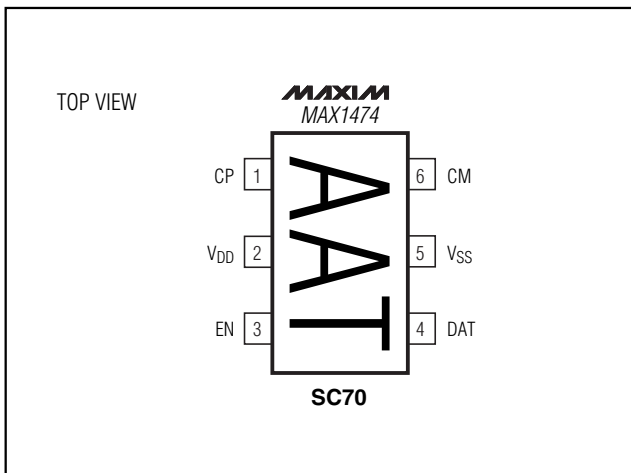 TOP VIEW
MAXIM
MAX1474
CP 1
6 CM
VDD 2
5 VSS
EN 3
4 DAT
AAT
SC70